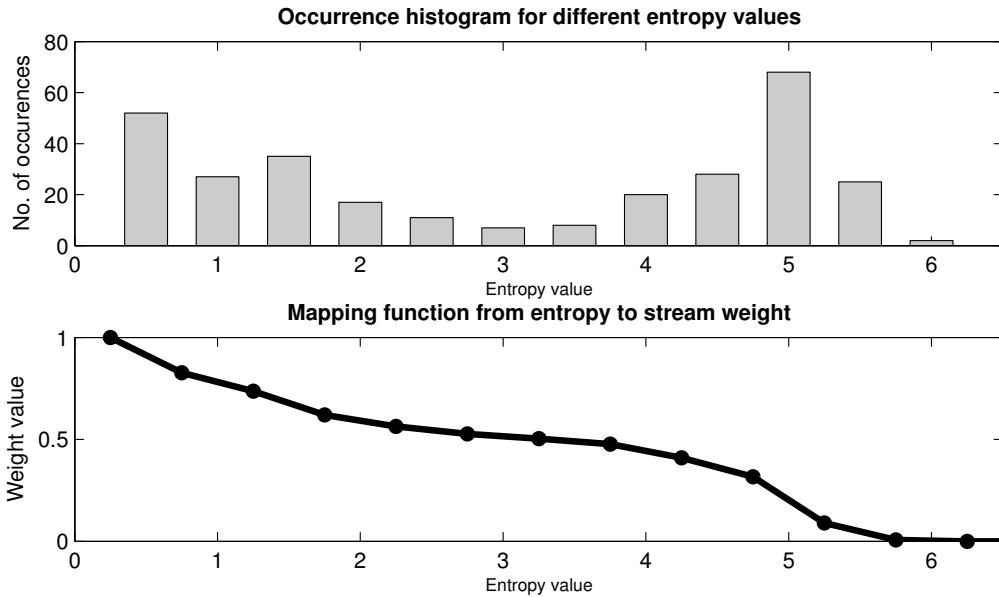 Occurrence histogram for different entropy values
80
60
40
20
0
No. of occurences
0 1 2 3 4 5 6
Entropy value
Mapping function from entropy to stream weight
1
0.5
0
Weight value
0 1 2 3 4 5 6
Entropy value